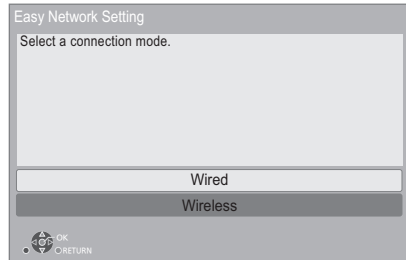 Easy Network Setting
Select a connection mode.
Wired
Wireless
OK
RETURN